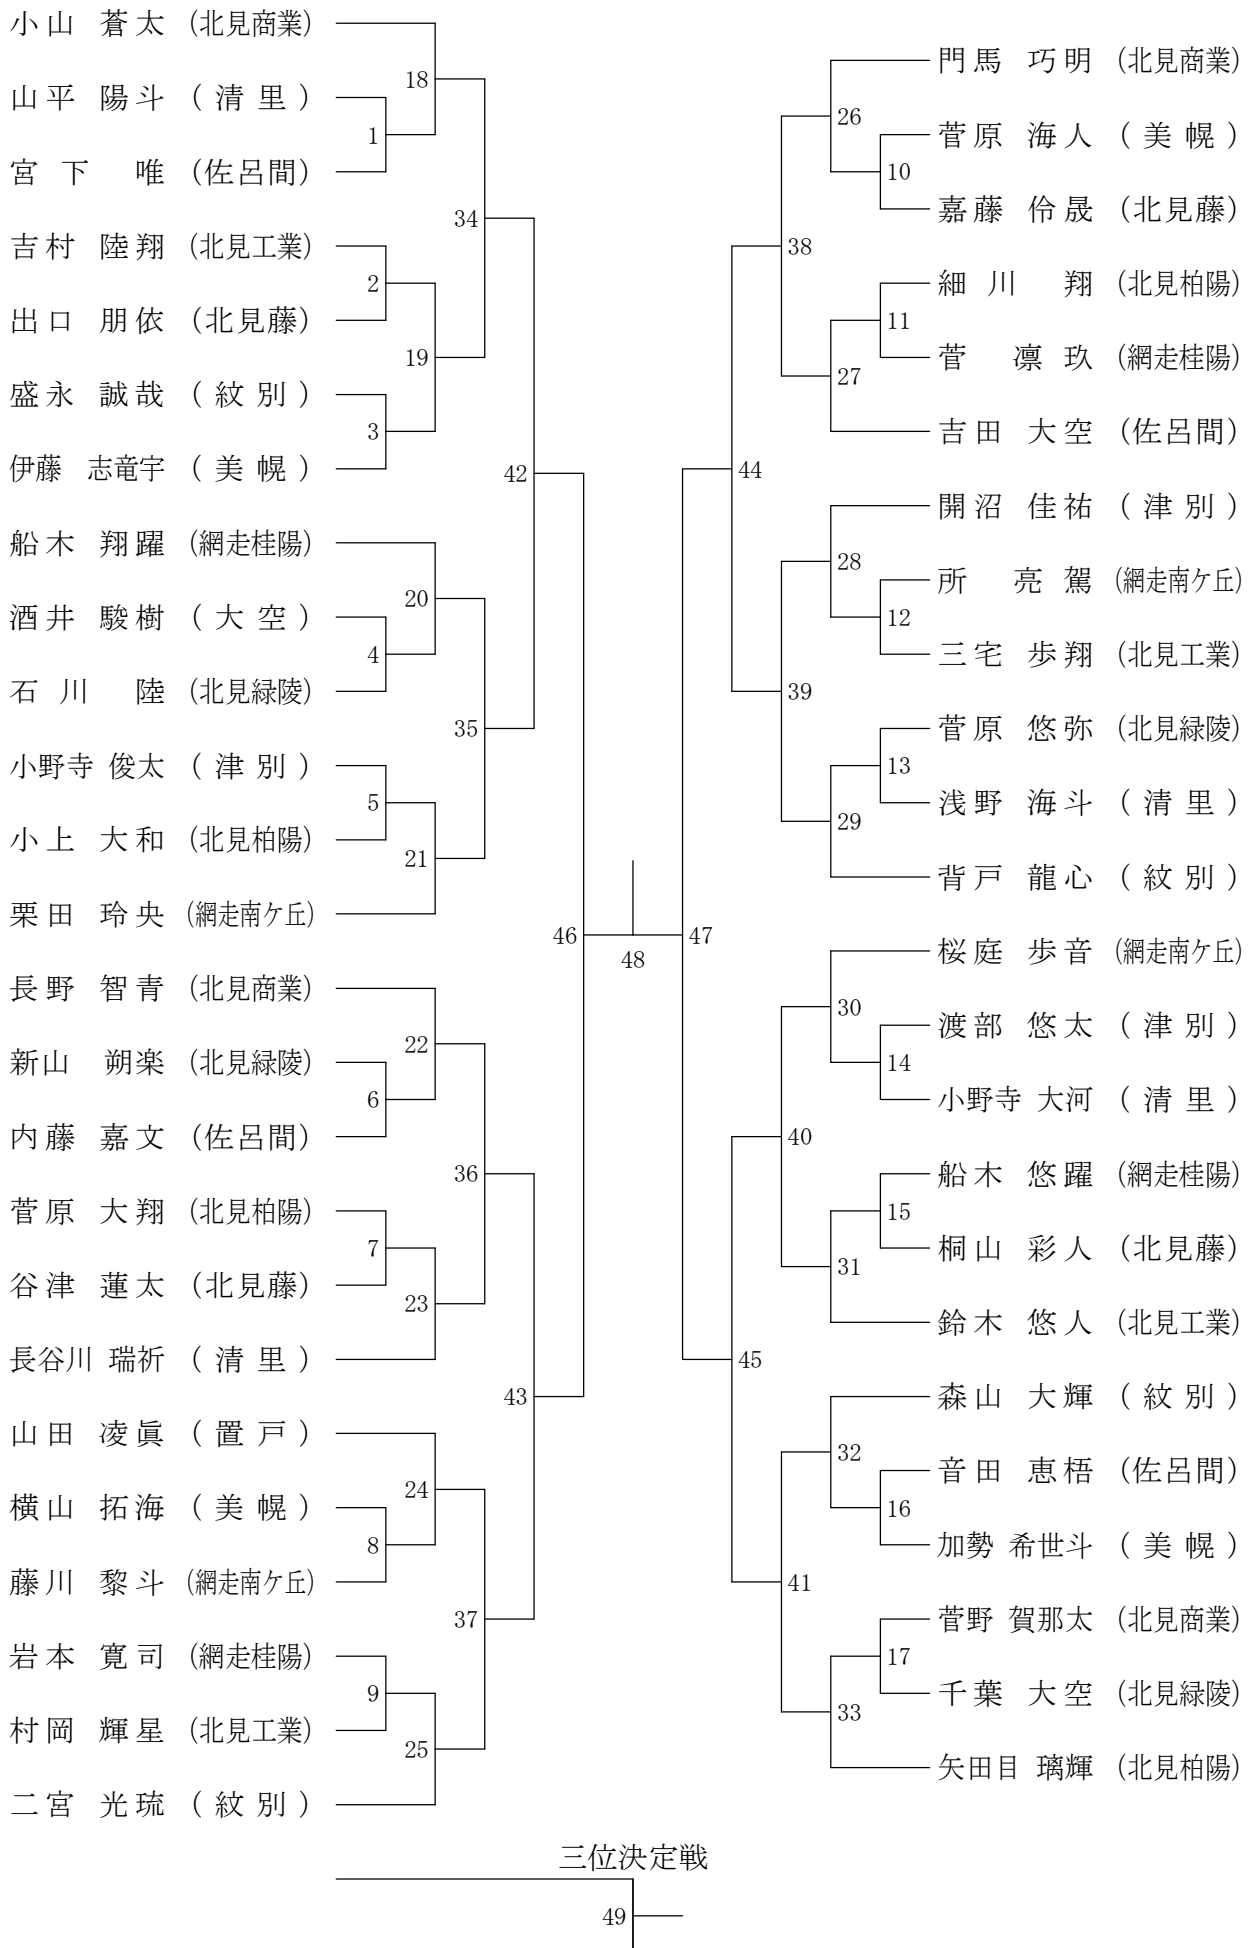 小山 蒼太 (北見商業)
18
山平 陽斗 (清里)
1
宮下 唯 (佐呂間)
34
吉村 陸翔 (北見工業)
2
出口 朋依 (北見藤)
19
盛永 誠哉 (紋別)
3
伊藤 志竜宇 (美幌)
42
船木 翔躍 (網走桂陽)
20
酒井 駿樹 (大空)
4
石川 陸 (北見緑陵)
35
小野寺 俊太 (津別)
5
小上 大和 (北見柏陽)
21
栗田 玲央 (網走南ケ丘)
46
長野 智青 (北見商業)
22
新山 朔楽 (北見緑陵)
6
内藤 嘉文 (佐呂間)
36
菅原 大翔 (北見柏陽)
7
谷津 蓮太 (北見藤)
23
長谷川 瑞祈 (清里)
43
山田 凌眞 (置戸)
24
横山 拓海 (美幌)
8
藤川 黎斗 (網走南ケ丘)
37
岩本 寛司 (網走桂陽)
9
村岡 輝星 (北見工業)
25
二宮 光琉 (紋別)
48
門馬 巧明 (北見商業)
26
菅原 海人 (美幌)
10
嘉藤 伶晟 (北見藤)
38
細川 翔 (北見柏陽)
11
菅 凛玖 (網走桂陽)
27
吉田 大空 (佐呂間)
44
開沼 佳祐 (津別)
28
所 亮駕 (網走南ケ丘)
12
三宅 歩翔 (北見工業)
39
菅原 悠弥 (北見緑陵)
13
浅野 海斗 (清里)
29
背戸 龍心 (紋別)
47
桜庭 歩音 (網走南ケ丘)
30
渡部 悠太 (津別)
14
小野寺 大河 (清里)
40
船木 悠躍 (網走桂陽)
15
桐山 彩人 (北見藤)
31
鈴木 悠人 (北見工業)
45
森山 大輝 (紋別)
32
音田 恵梧 (佐呂間)
16
加勢 希世斗 (美幌)
41
菅野 賀那太 (北見商業)
17
千葉 大空 (北見緑陵)
33
矢田目 璃輝 (北見柏陽)
三位決定戦
49